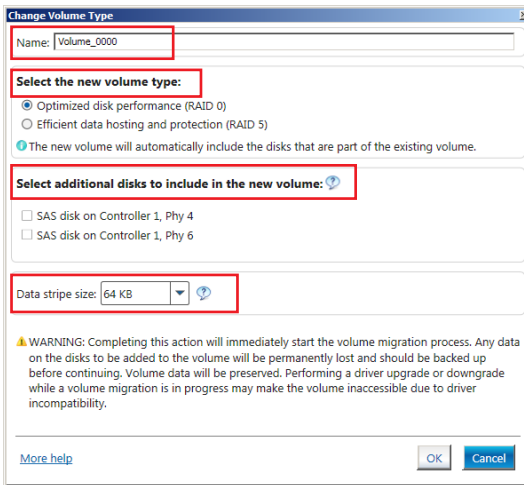 Change Volume Type
Name: Volume_0000
Select the new volume type:
Optimized disk performance (RAID 0)
Efficient data hosting and protection (RAID 5)
The new volume will automatically include the disks that are part of the existing volume.
Select additional disks to include in the new volume: ?
SAS disk on Controller 1, Phy 4
SAS disk on Controller 1, Phy 6
Data stripe size: 64 KB ?
WARNING: Completing this action will immediately start the volume migration process. Any data
on the disks to be added to the volume will be permanently lost and should be backed up
before continuing. Volume data will be preserved. Performing a driver upgrade or downgrade
while a volume migration is in progress may make the volume inaccessible due to driver
incompatibility.
More help OK Cancel